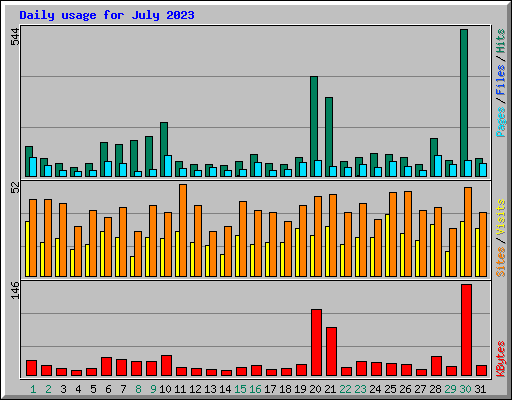 Daily usage for July 2023
544
52
146
Pages / Files / Hits
Sites / Visits
KBytes
1 2 3 4 5 6 7 8 9 10 11 12 13 14 15 16 17 18 19 20 21 22 23 24 25 26 27 28 29 30 31